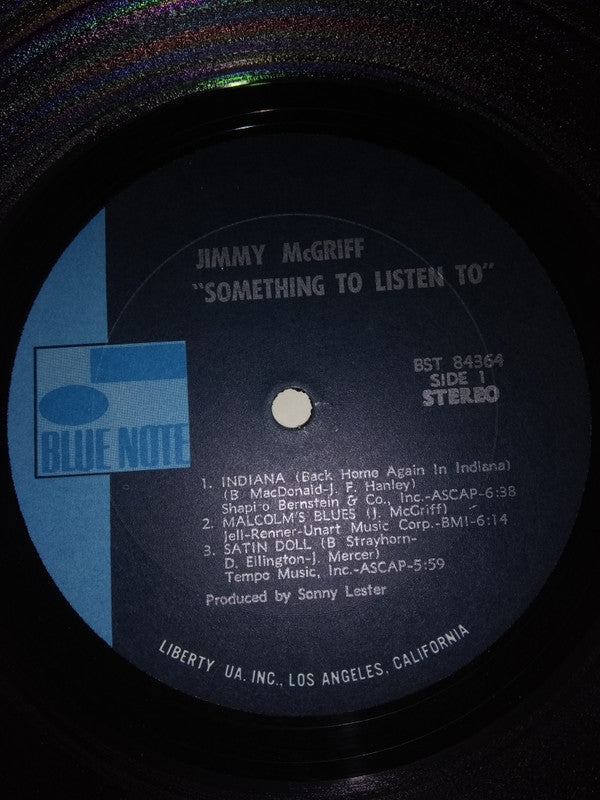 JIMMY McGRIFF
"SOMETHING TO LISTEN TO"
BST 84364
SIDE 1
STEREO
BLUE NOTE
1. INDIANA (Back Home Again In Indiana)
(B MacDonald-J. F. Hanley)
Shapiro Bernstein & Co., Inc.-ASCAP-6:38
2. MALCOLM'S BLUES (J. McGriff)
Jell-Renner-Unart Music Corp.-BMI-6:14
3. SATIN DOLL (B Strayhorn-
D. Ellington-J. Mercer)
Tempo Music, Inc.-ASCAP-5:59
Produced by Sonny Lester
LIBERTY UA. INC., LOS ANGELES, CALIFORNIA